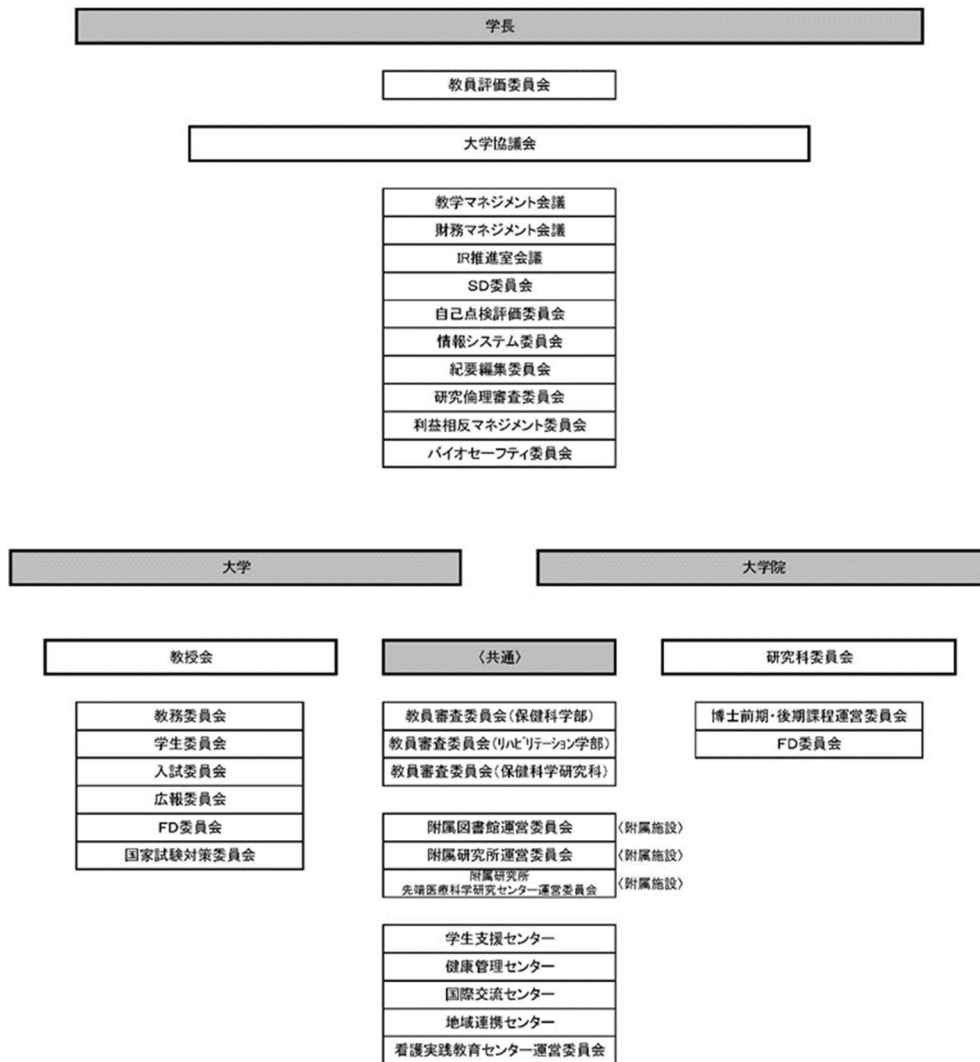 学長
教員評価委員会
大学協議会
教学マネジメント会議
財務マネジメント会議
IR推進室会議
SD委員会
自己点検評価委員会
情報システム委員会
紀要編集委員会
研究倫理審査委員会
利益相反マネジメント委員会
バイオセーフティ委員会
大学
大学院
教授会
教務委員会
学生委員会
入試委員会
広報委員会
FD委員会
国家試験対策委員会
〈共通〉
教員審査委員会(保健科学部)
教員審査委員会(リハビリテーション学部)
教員審査委員会(保健科学研究科)
附属図書館運営委員会 〈附属施設〉
附属研究所運営委員会 〈附属施設〉
附属研究所
先端医療科学研究センター運営委員会 〈附属施設〉
学生支援センター
健康管理センター
国際交流センター
地域連携センター
看護実践教育センター運営委員会
研究科委員会
博士前期・後期課程運営委員会
FD委員会